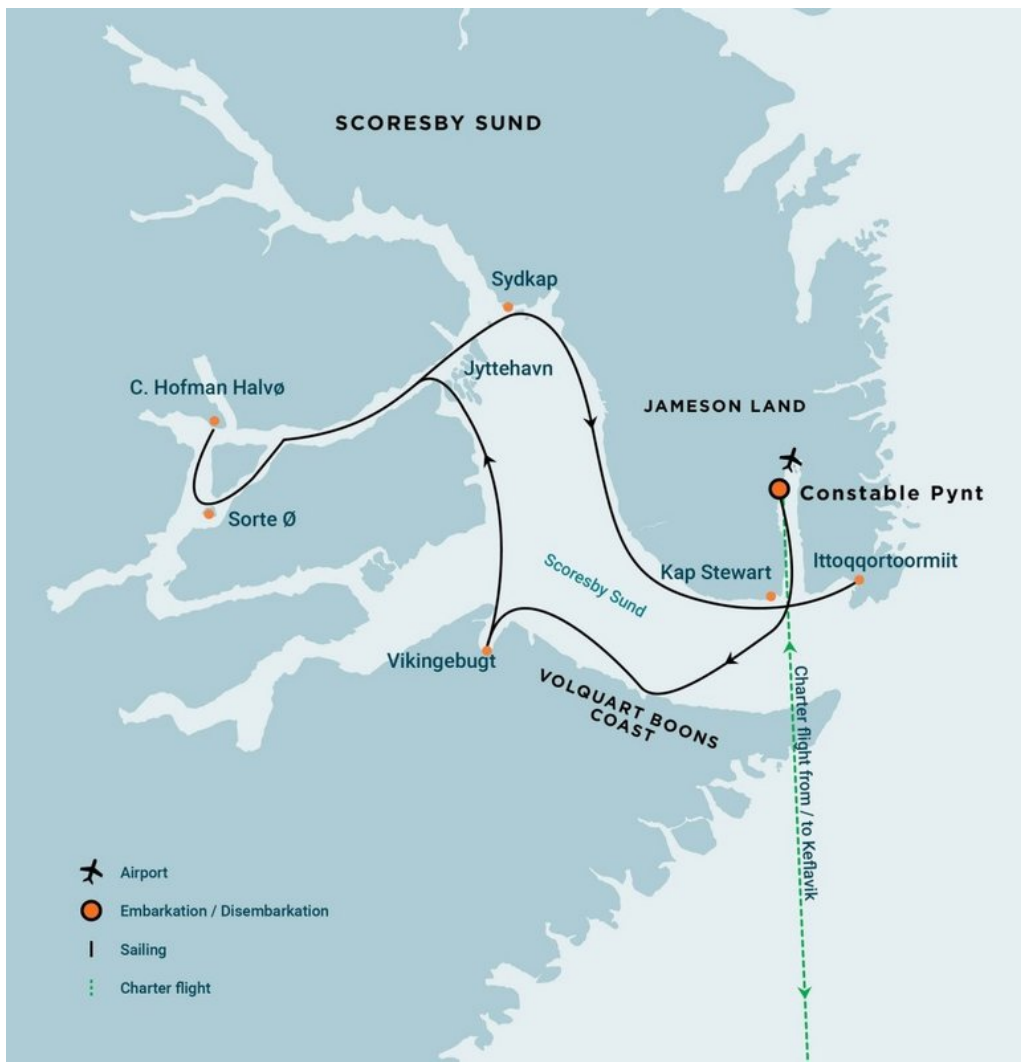 SCORESBY SUND
Sydkap
Jyttehavn
C. Hofman Halvø
JAMESON LAND
Constable Pynt
Sorte Ø
Scoresby Sund
Kap Stewart
Ittoqqortoormiit
Vikingebugt
VOLQUART BOONS
COAST
Charter flight from / to Keflavik
Airport
Embarkation / Disembarkation
Sailing
Charter flight